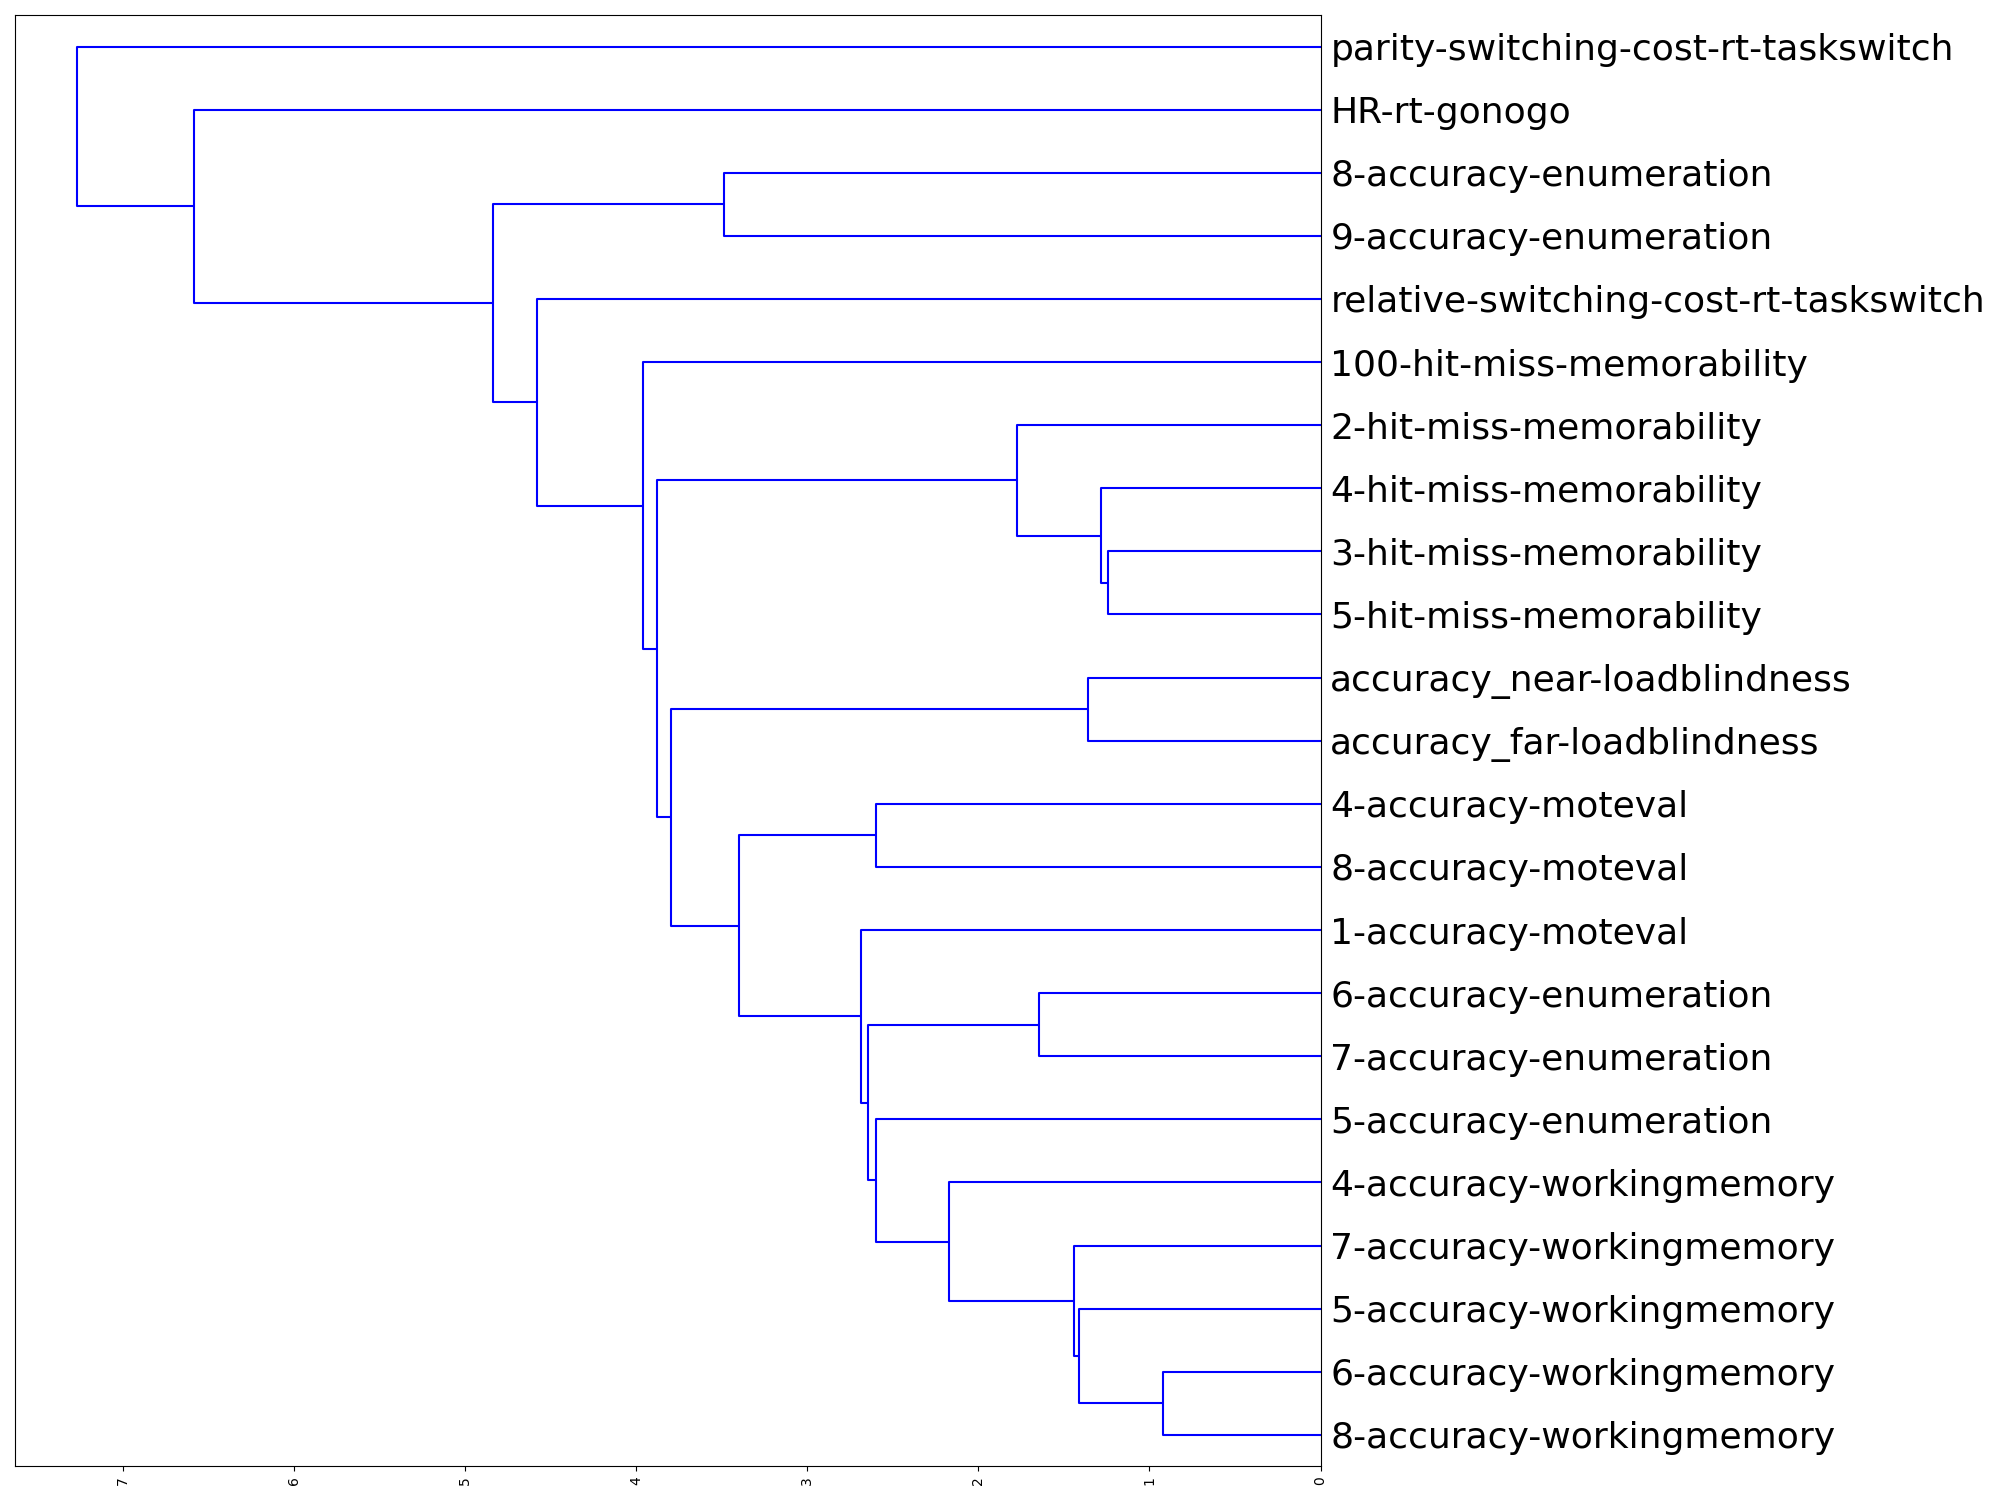 parity-switching-cost-rt-taskswitch
HR-rt-gonogo
8-accuracy-enumeration
9-accuracy-enumeration
relative-switching-cost-rt-taskswitch
100-hit-miss-memorability
2-hit-miss-memorability
4-hit-miss-memorability
3-hit-miss-memorability
5-hit-miss-memorability
accuracy_near-loadblindness
accuracy_far-loadblindness
4-accuracy-moteval
8-accuracy-moteval
1-accuracy-moteval
6-accuracy-enumeration
7-accuracy-enumeration
5-accuracy-enumeration
4-accuracy-workingmemory
7-accuracy-workingmemory
5-accuracy-workingmemory
6-accuracy-workingmemory
8-accuracy-workingmemory
7 6 5 4 3 2 1 0